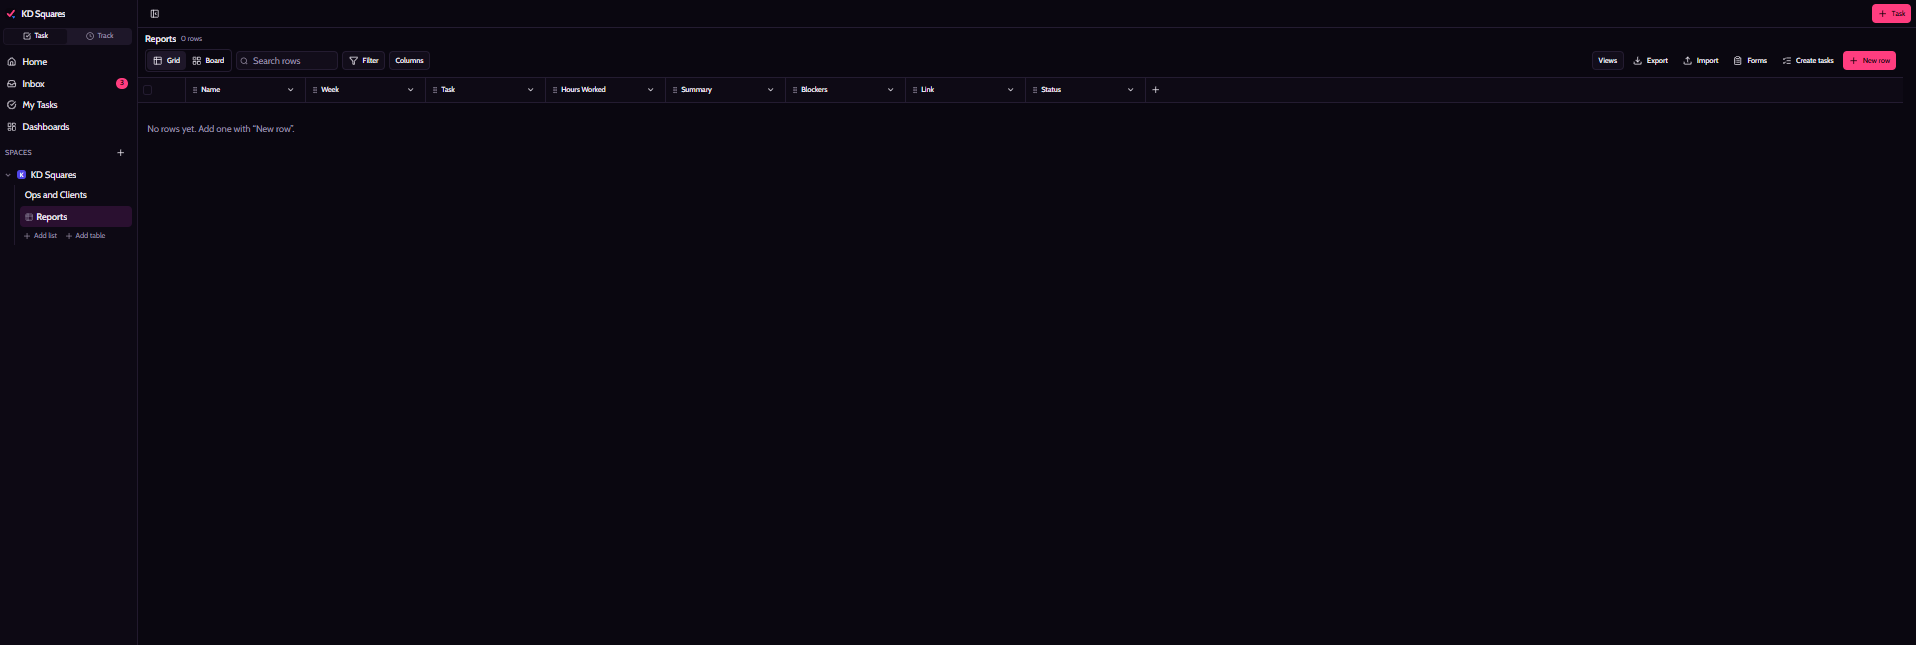 KD Squares
Task
Task Track
Reports 0 rows
Home
Grid Board Search rows Filter Columns Views Export Import Forms Create tasks New row
Inbox 3
Name Week Task Hours Worked Summary Blockers Link Status
My Tasks
Dashboards
No rows yet. Add one with "New row".
SPACES
K KD Squares
Ops and Clients
Reports
Add list Add table